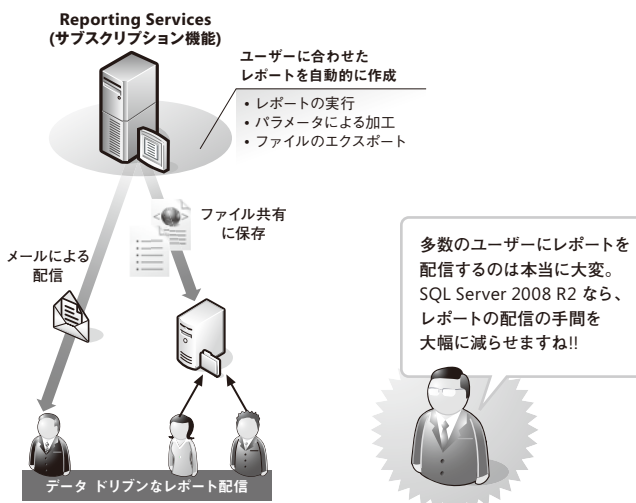 Reporting Services
(サブスクリプション機能)
ユーザーに合わせた
レポートを自動的に作成
• レポートの実行
• パラメータによる加工
• ファイルのエクスポート
ファイル共有
に保存
メールによる
配信
データ ドリブンなレポート配信
多数のユーザーにレポートを
配信するのは本当に大変。
SQL Server 2008 R2 なら、
レポートの配信の手間を
大幅に減らせますね!!